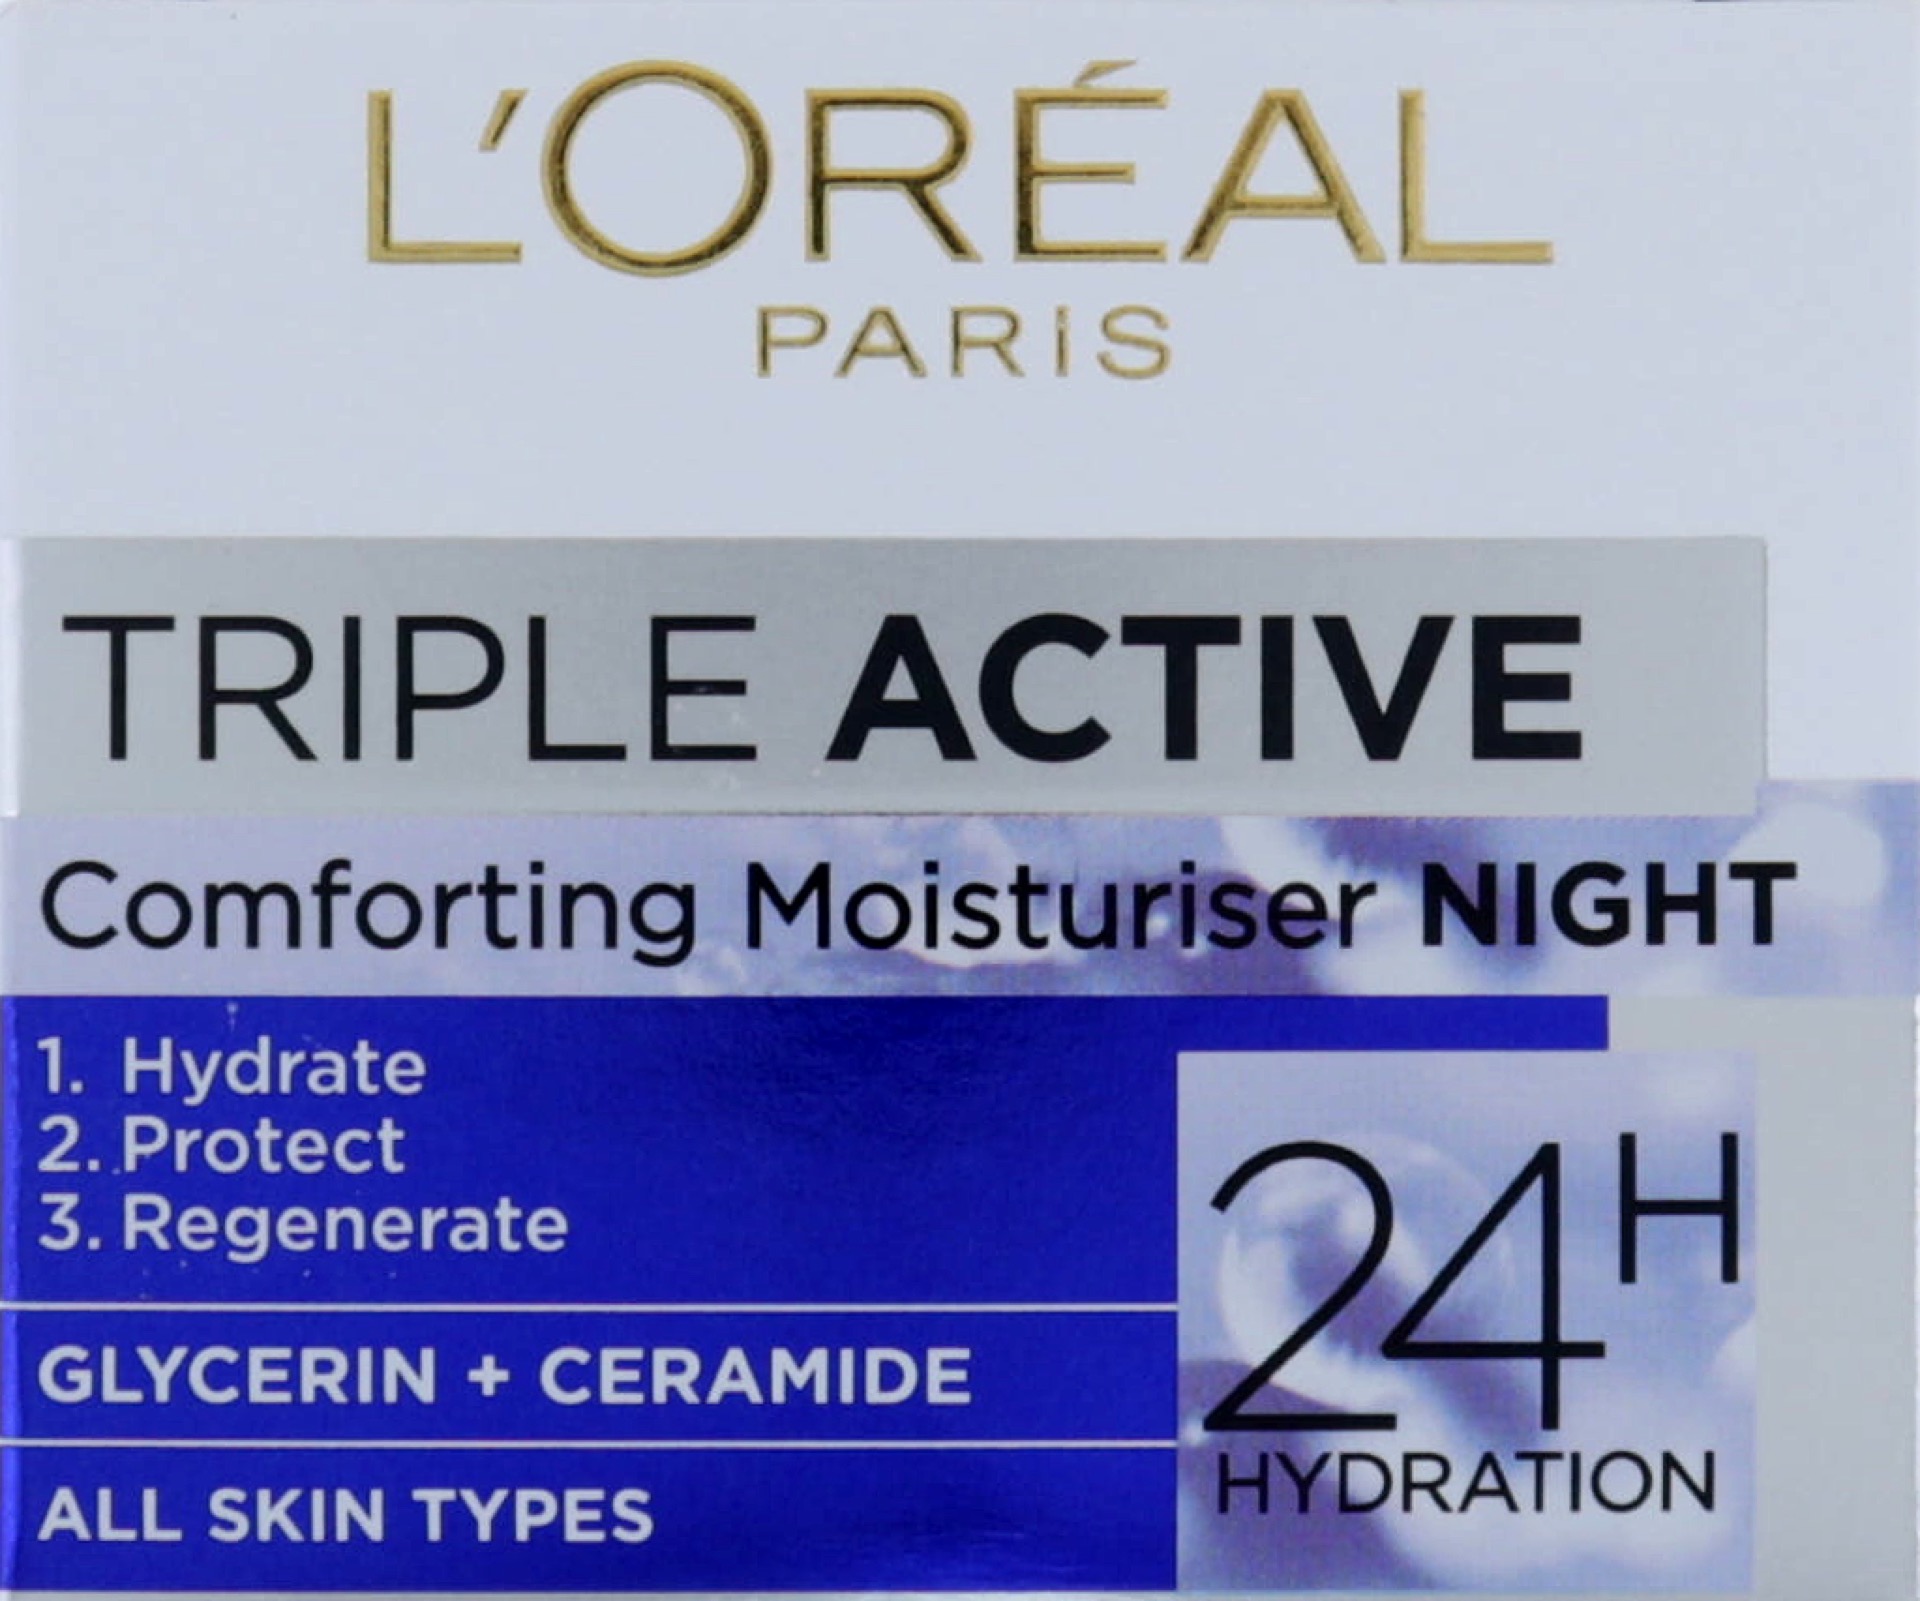 L'ORÉAL
PARiS
TRIPLE ACTIVE
Comforting Moisturiser NIGHT
1. Hydrate
2. Protect
3. Regenerate
GLYCERIN + CERAMIDE
ALL SKIN TYPES
24H
HYDRATION